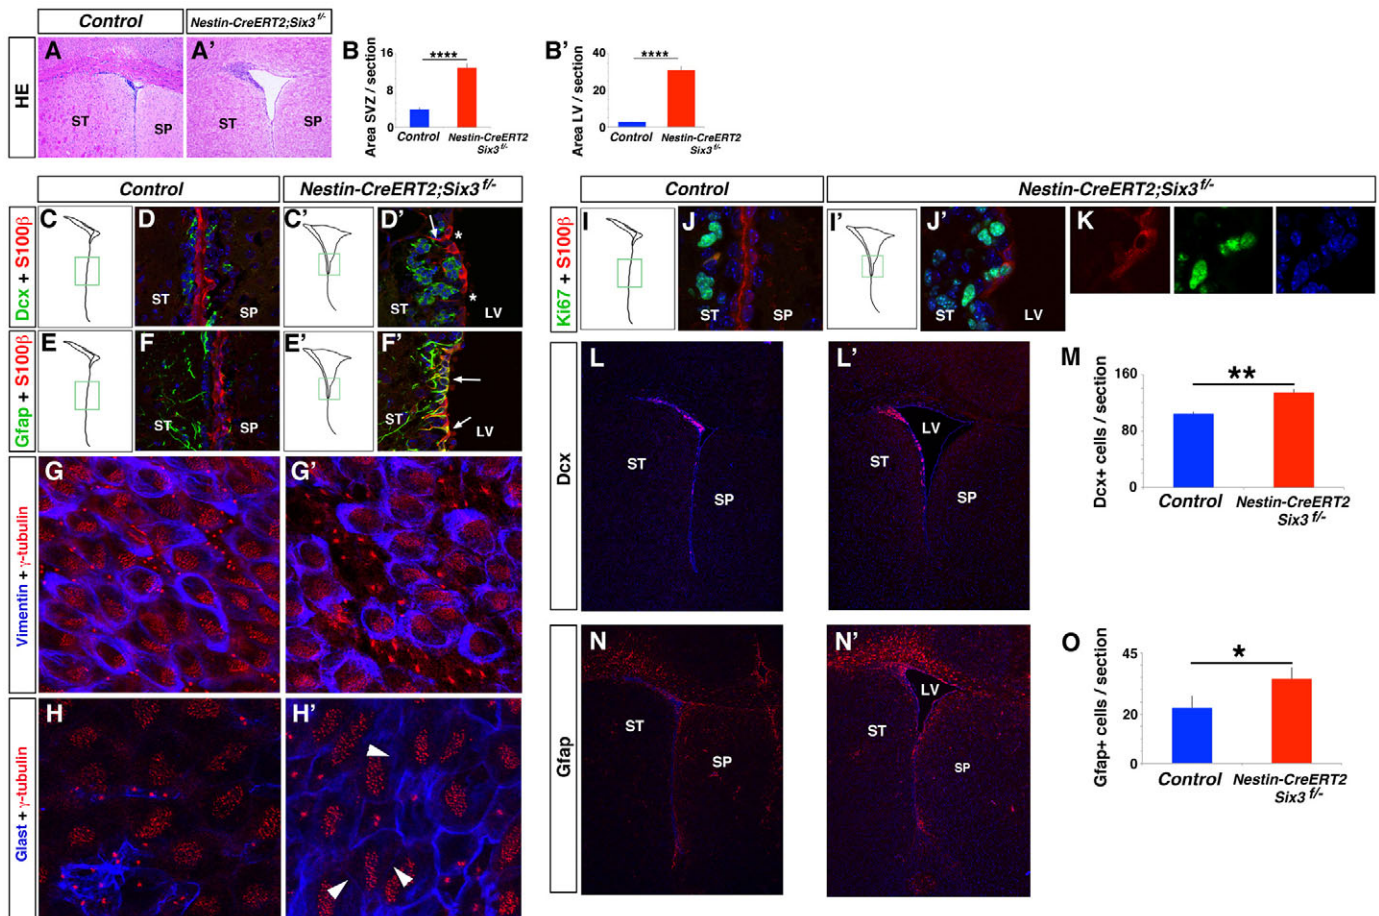 Control
Nestin-CreERT2;Six3 f/-
HE
A
ST
SP
A'
ST
SP
B
Area SVZ / section
16
8
0
****
Control
Nestin-CreERT2
Six3 f/-
B'
Area LV / section
40
20
0
****
Control
Nestin-CreERT2
Six3 f/-
Control
Nestin-CreERT2;Six3 f/-
Dcx + S100β
C
D
ST
SP
C'
D'
*
*
ST
LV
Gfap + S100β
E
F
ST
SP
E'
F'
ST
LV
Vimentin + γ-tubulin
G
G'
Glast + γ-tubulin
H
H'
Control
Nestin-CreERT2;Six3 f/-
Ki67 + S100β
I
J
ST
SP
I'
J'
ST
LV
K
Dcx
L
ST
SP
L'
LV
ST
SP
M
Dcx+ cells / section
160
80
0
**
Control
Nestin-CreERT2
Six3 f/-
Gfap
N
ST
SP
N'
LV
ST
SP
O
Gfap+ cells / section
45
20
0
*
Control
Nestin-CreERT2
Six3 f/-